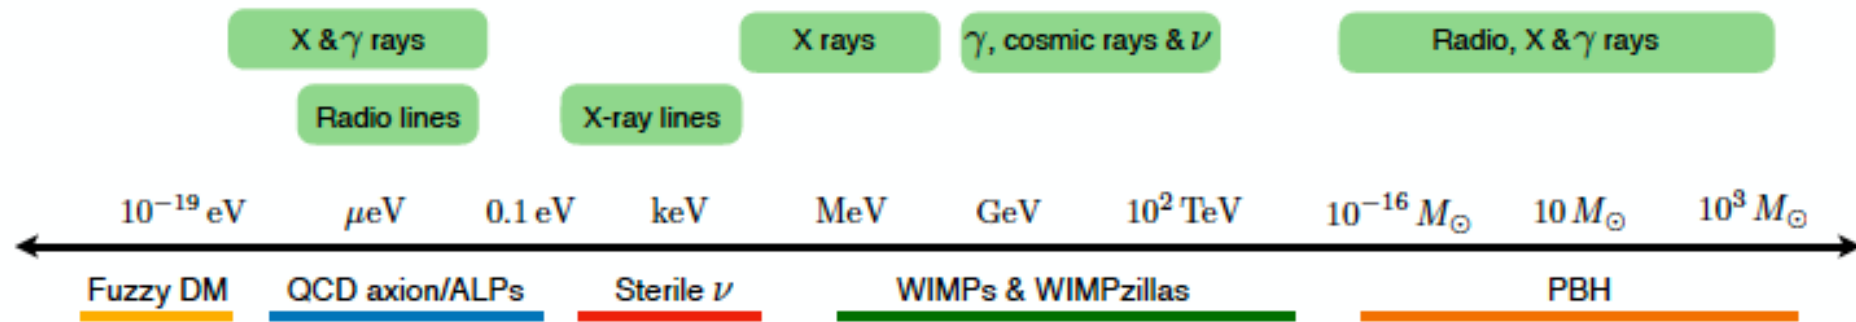 X & γ rays
X rays
γ, cosmic rays & ν
Radio, X & γ rays
Radio lines
X-ray lines
10⁻¹⁹ eV
μeV
0.1 eV
keV
MeV
GeV
10² TeV
10⁻¹⁶ M☉
10 M☉
10³ M☉
Fuzzy DM
QCD axion/ALPs
Sterile ν
WIMPs & WIMPzillas
PBH